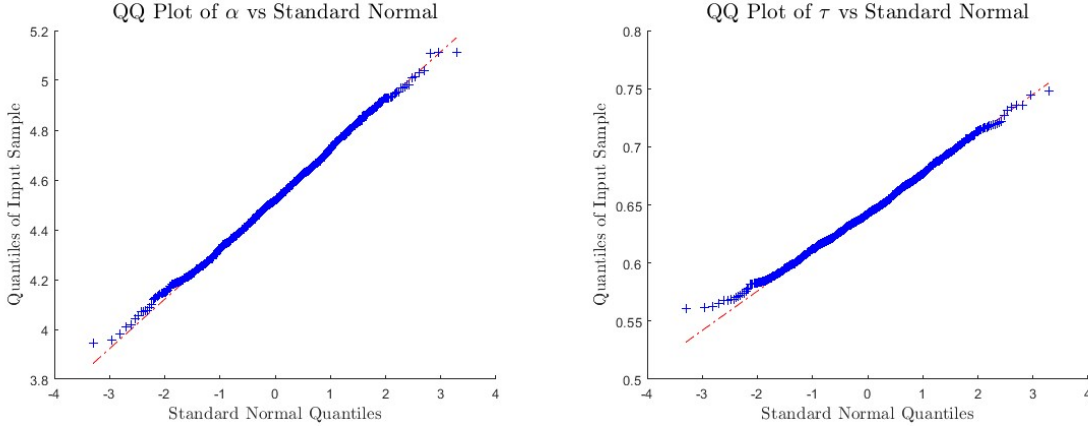 QQ Plot of α vs Standard Normal
5.2
5
4.8
4.6
4.4
4.2
4
3.8
Quantiles of Input Sample
-4 -3 -2 -1 0 1 2 3 4
Standard Normal Quantiles
QQ Plot of τ vs Standard Normal
0.8
0.75
0.7
0.65
0.6
0.55
0.5
Quantiles of Input Sample
-4 -3 -2 -1 0 1 2 3 4
Standard Normal Quantiles